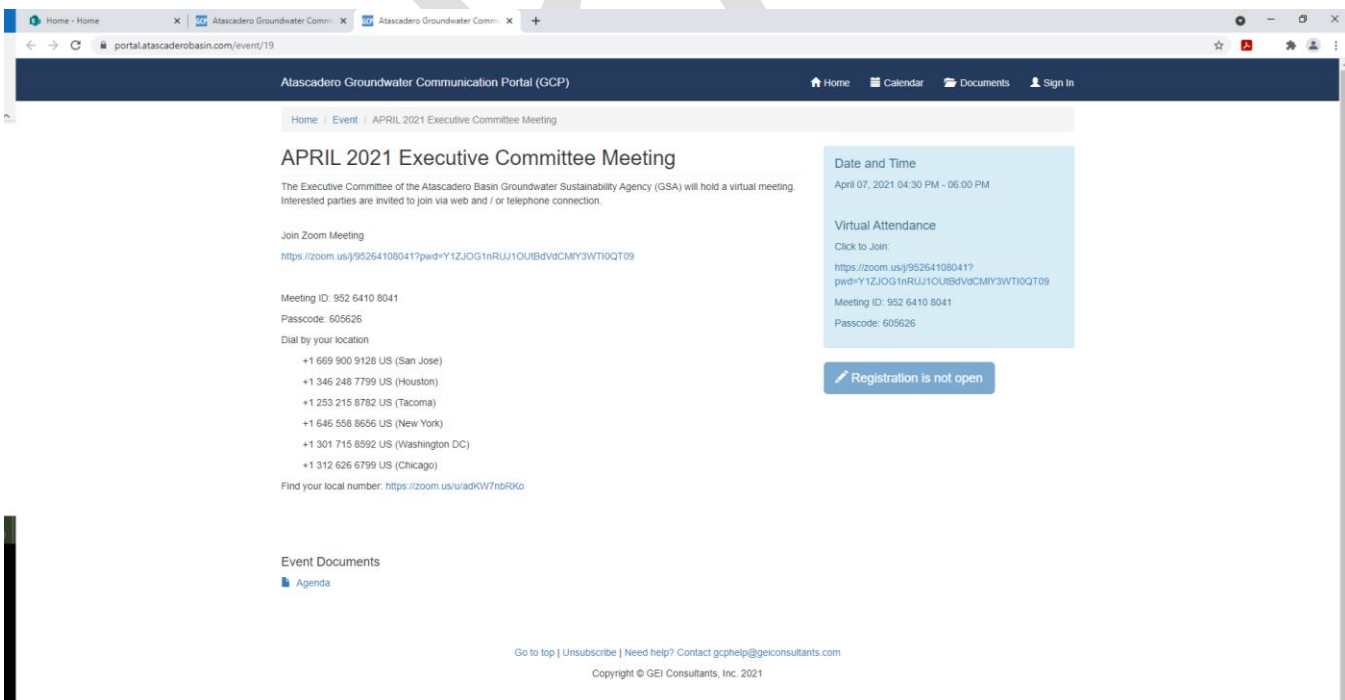 Home - Home
Atascadero Groundwater Comm
Atascadero Groundwater Comm
portal.atascaderobasin.com/event/19
Atascadero Groundwater Communication Portal (GCP)
Home Calendar Documents Sign In
Home / Event / APRIL 2021 Executive Committee Meeting
APRIL 2021 Executive Committee Meeting
The Executive Committee of the Atascadero Basin Groundwater Sustainability Agency (GSA) will hold a virtual meeting.
Interested parties are invited to join via web and / or telephone connection.
Join Zoom Meeting
https://zoom.us/j/95264108041?pwd=Y1ZJOG1nRUJ1OUtBdVdCMlY3WTI0QT09
Meeting ID: 952 6410 8041
Passcode: 605626
Dial by your location
+1 669 900 9128 US (San Jose)
+1 346 248 7799 US (Houston)
+1 253 215 8782 US (Tacoma)
+1 646 558 8656 US (New York)
+1 301 715 8592 US (Washington DC)
+1 312 626 6799 US (Chicago)
Find your local number: https://zoom.us/u/adKW7nbRKo
Event Documents
Agenda
Date and Time
April 07, 2021 04:30 PM - 06:00 PM
Virtual Attendance
Click to Join:
https://zoom.us/j/95264108041?
pwd=Y1ZJOG1nRUJ1OUtBdVdCMlY3WTI0QT09
Meeting ID: 952 6410 8041
Passcode: 605626
Registration is not open
Go to top | Unsubscribe | Need help? Contact gcphelp@geiconsultants.com
Copyright © GEI Consultants, Inc. 2021